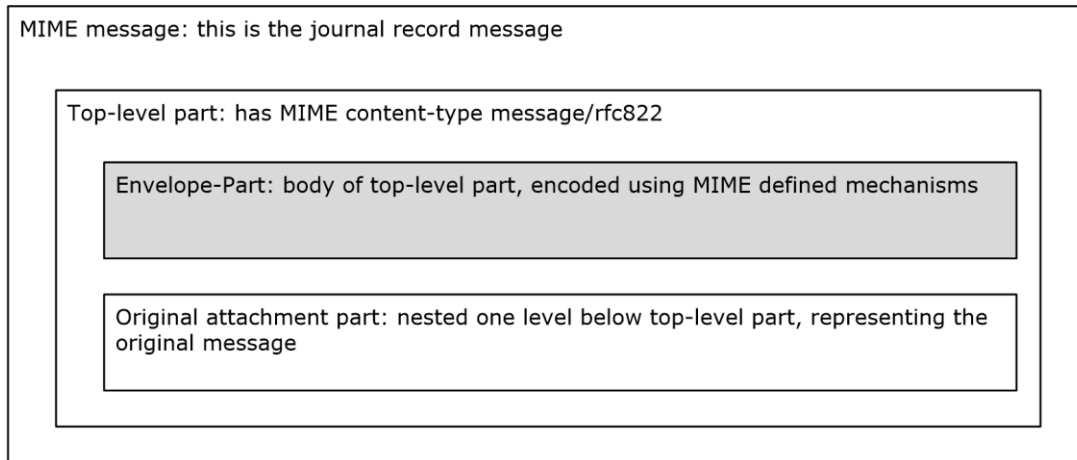 MIME message: this is the journal record message
Top-level part: has MIME content-type message/rfc822
Envelope-Part: body of top-level part, encoded using MIME defined mechanisms
Original attachment part: nested one level below top-level part, representing the
original message